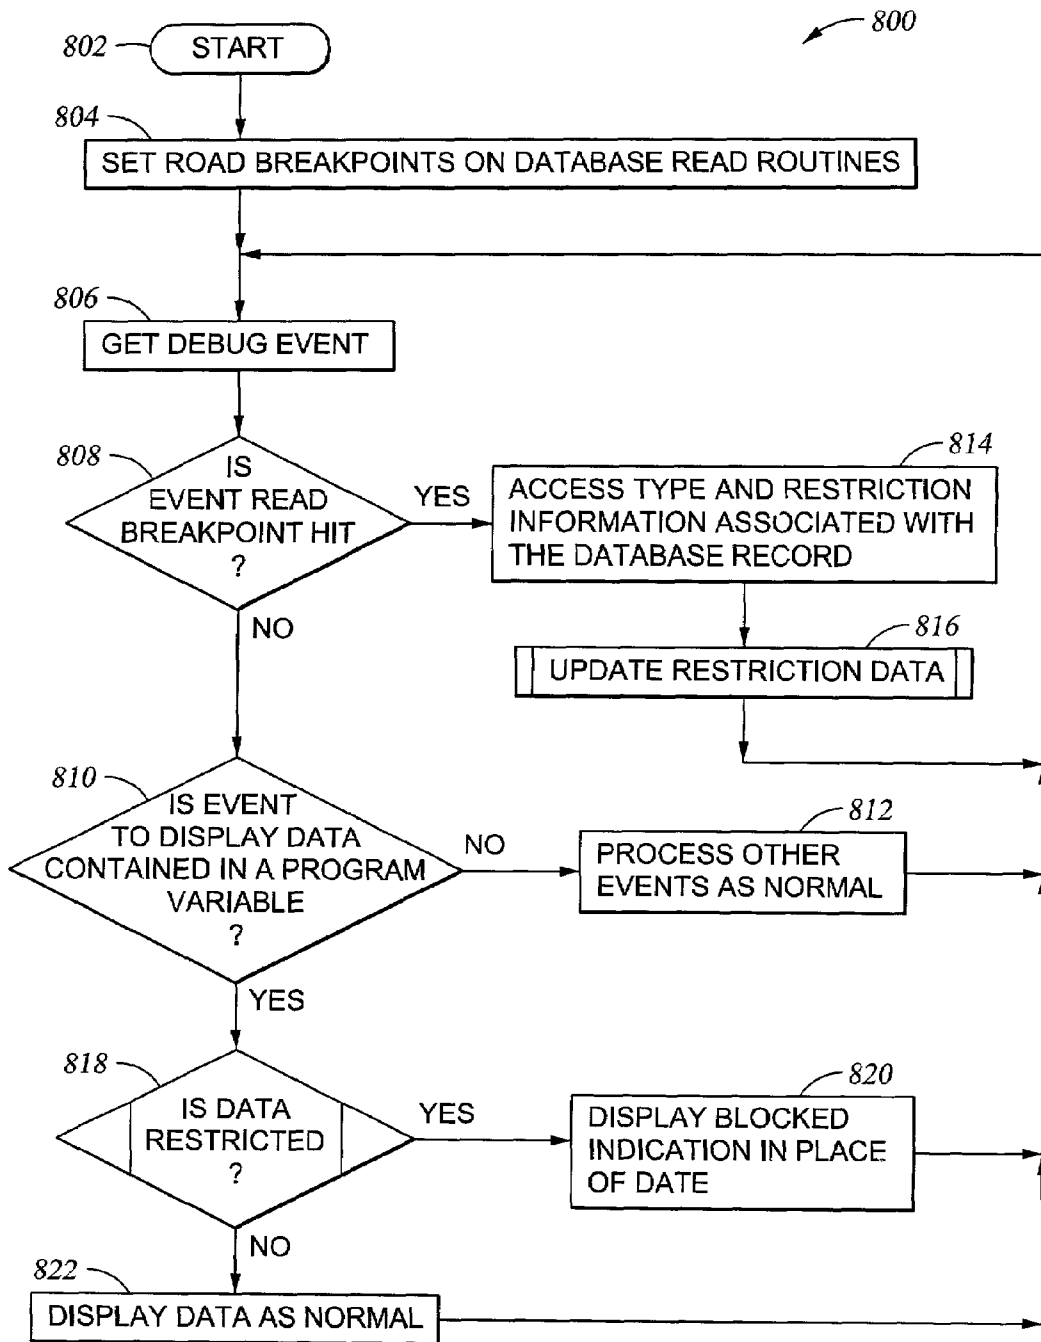 800
802
START
804
SET ROAD BREAKPOINTS ON DATABASE READ ROUTINES
806
GET DEBUG EVENT
808
IS
EVENT READ
BREAKPOINT HIT
?
YES
NO
814
ACCESS TYPE AND RESTRICTION
INFORMATION ASSOCIATED WITH
THE DATABASE RECORD
816
UPDATE RESTRICTION DATA
810
IS EVENT
TO DISPLAY DATA
CONTAINED IN A PROGRAM
VARIABLE
?
NO
YES
812
PROCESS OTHER
EVENTS AS NORMAL
818
IS DATA
RESTRICTED
?
YES
NO
820
DISPLAY BLOCKED
INDICATION IN PLACE
OF DATE
822
DISPLAY DATA AS NORMAL